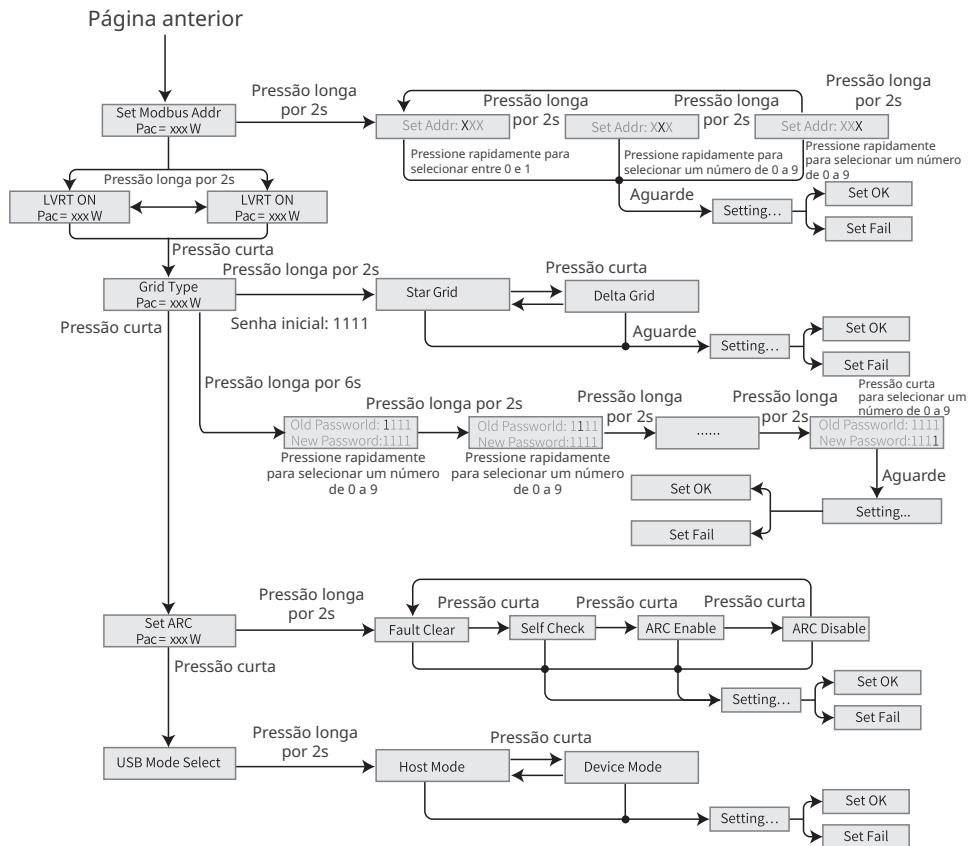 Página anterior
Set Modbus Addr
Pac = xxx W
Pressão longa
por 2s
Set Addr: XXX
Pressão longa
por 2s
Set Addr: XXX
Pressão longa
por 2s
Set Addr: XXX
Pressão longa
por 2s
Pressione rapidamente para
selecionar entre 0 e 1
Pressione rapidamente para
selecionar um número de 0 a 9
Pressione rapidamente
para selecionar um número
de 0 a 9
Aguarde
Setting...
Set OK
Set Fail
Pressão longa por 2s
LVRT ON
Pac = xxx W
LVRT ON
Pac = xxx W
Pressão curta
Grid Type
Pac = xxx W
Pressão longa por 2s
Senha inicial: 1111
Star Grid
Pressão curta
Delta Grid
Aguarde
Setting...
Set OK
Set Fail
Pressão curta
Pressão longa por 6s
Old Passworld: 1111
New Password:1111
Pressione rapidamente
para selecionar um número
de 0 a 9
Pressão longa por 2s
Old Passworld: 1111
New Password:1111
Pressione rapidamente
para selecionar um número
de 0 a 9
Pressão longa
por 2s
......
Pressão longa
por 2s
Pressão curta
para selecionar um
número de 0 a 9
Old Passworld: 1111
New Password:1111
Aguarde
Setting...
Set OK
Set Fail
Set ARC
Pac = xxx W
Pressão longa
por 2s
Fault Clear
Pressão curta
Self Check
Pressão curta
ARC Enable
Pressão curta
ARC Disable
Setting...
Set OK
Set Fail
Pressão curta
USB Mode Select
Pressão longa
por 2s
Host Mode
Pressão curta
Device Mode
Setting...
Set OK
Set Fail